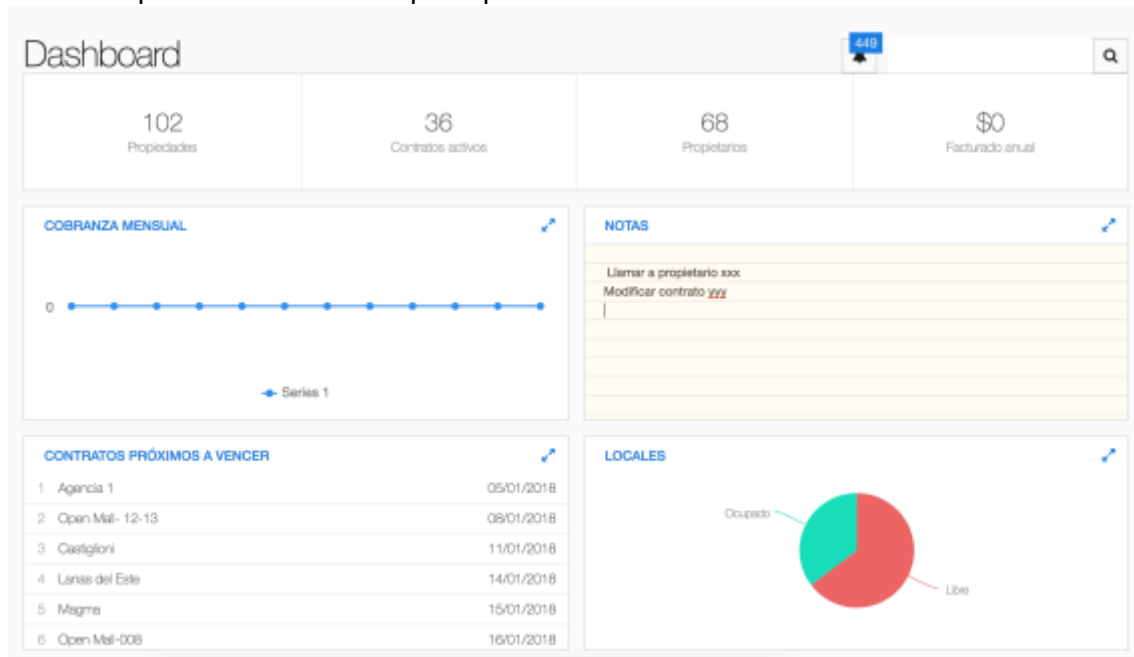 Dashboard
449
102
Propiedades
36
Contratos activos
68
Propietarios
$0
Facturado anual
COBRANZA MENSUAL
0
Series 1
NOTAS
Llamar a propietario xxx
Modificar contrato yyy
CONTRATOS PRÓXIMOS A VENCER
1 Agencia 1 05/01/2018
2 Open Mall- 12-13 08/01/2018
3 Castiglioni 11/01/2018
4 Lanas del Este 14/01/2018
5 Magma 15/01/2018
6 Open Mall-008 16/01/2018
LOCALES
Ocupado
Libre